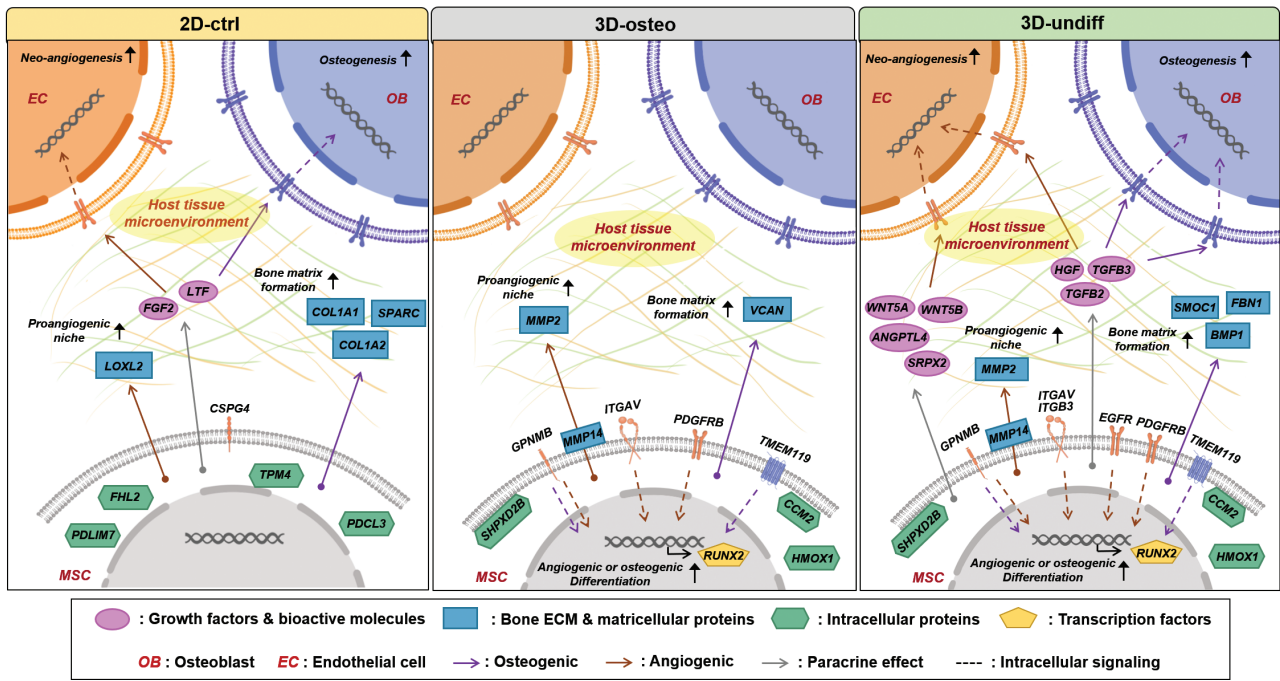 2D-ctrl
Neo-angiogenesis
Osteogenesis
EC
OB
Host tissue
microenvironment
LTF
FGF2
Bone matrix
formation
COL1A1
SPARC
COL1A2
Proangiogenic
niche
LOXL2
CSPG4
TPM4
FHL2
PDLIM7
PDCL3
MSC
3D-osteo
EC
OB
Host tissue
microenvironment
Proangiogenic
niche
MMP2
Bone matrix
formation
VCAN
ITGAV
PDGFRB
GPNMB
MMP14
TMEM119
SHPXD2B
CCM2
RUNX2
HMOX1
Angiogenic or osteogenic
Differentiation
MSC
3D-undiff
Neo-angiogenesis
Osteogenesis
EC
OB
Host tissue
microenvironment
HGF
TGFB3
TGFB2
WNT5A
WNT5B
ANGPTL4
SRPX2
SMOC1
FBN1
BMP1
Proangiogenic
niche
MMP2
Bone matrix
formation
ITGAV
ITGB3
EGFR
PDGFRB
GPNMB
MMP14
TMEM119
SHPXD2B
CCM2
RUNX2
HMOX1
Angiogenic or osteogenic
Differentiation
MSC
: Growth factors & bioactive molecules
: Bone ECM & matricellular proteins
: Intracellular proteins
: Transcription factors
OB : Osteoblast
EC : Endothelial cell
: Osteogenic
: Angiogenic
: Paracrine effect
: Intracellular signaling